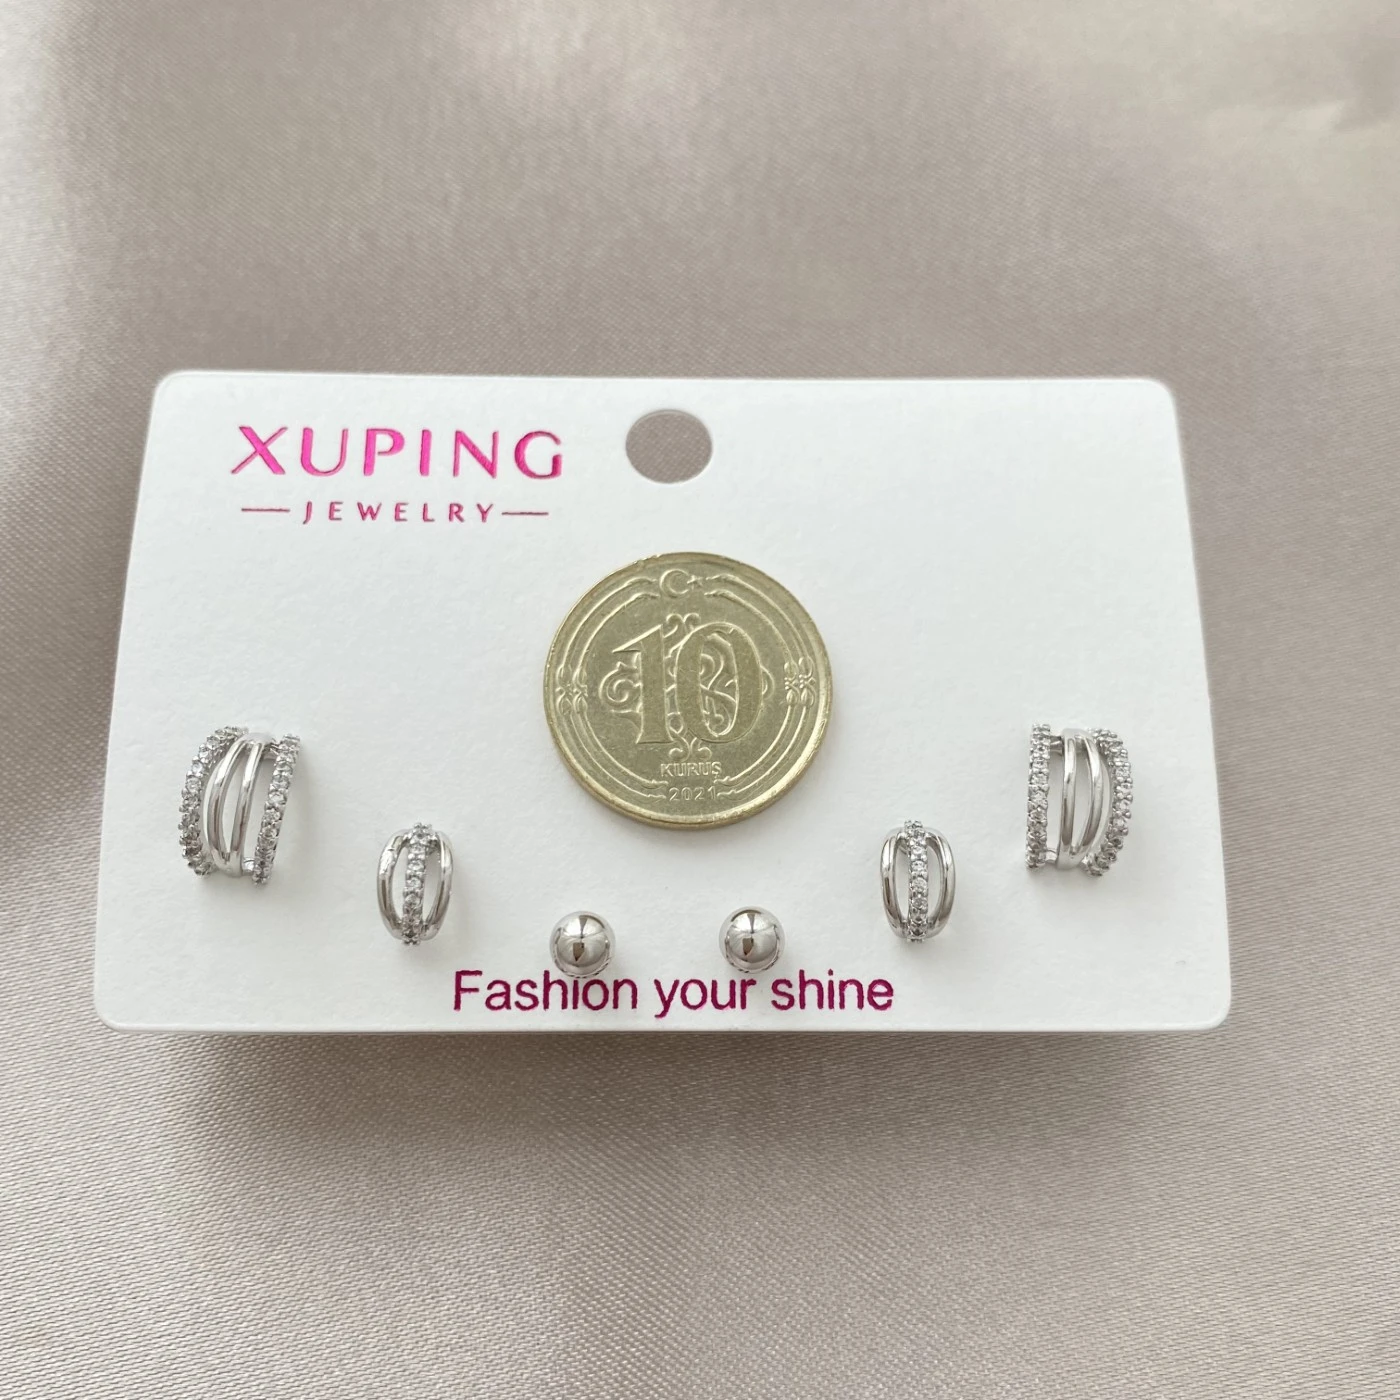 XUPING
JEWELRY
10
KURUŞ
2021
Fashion your shine